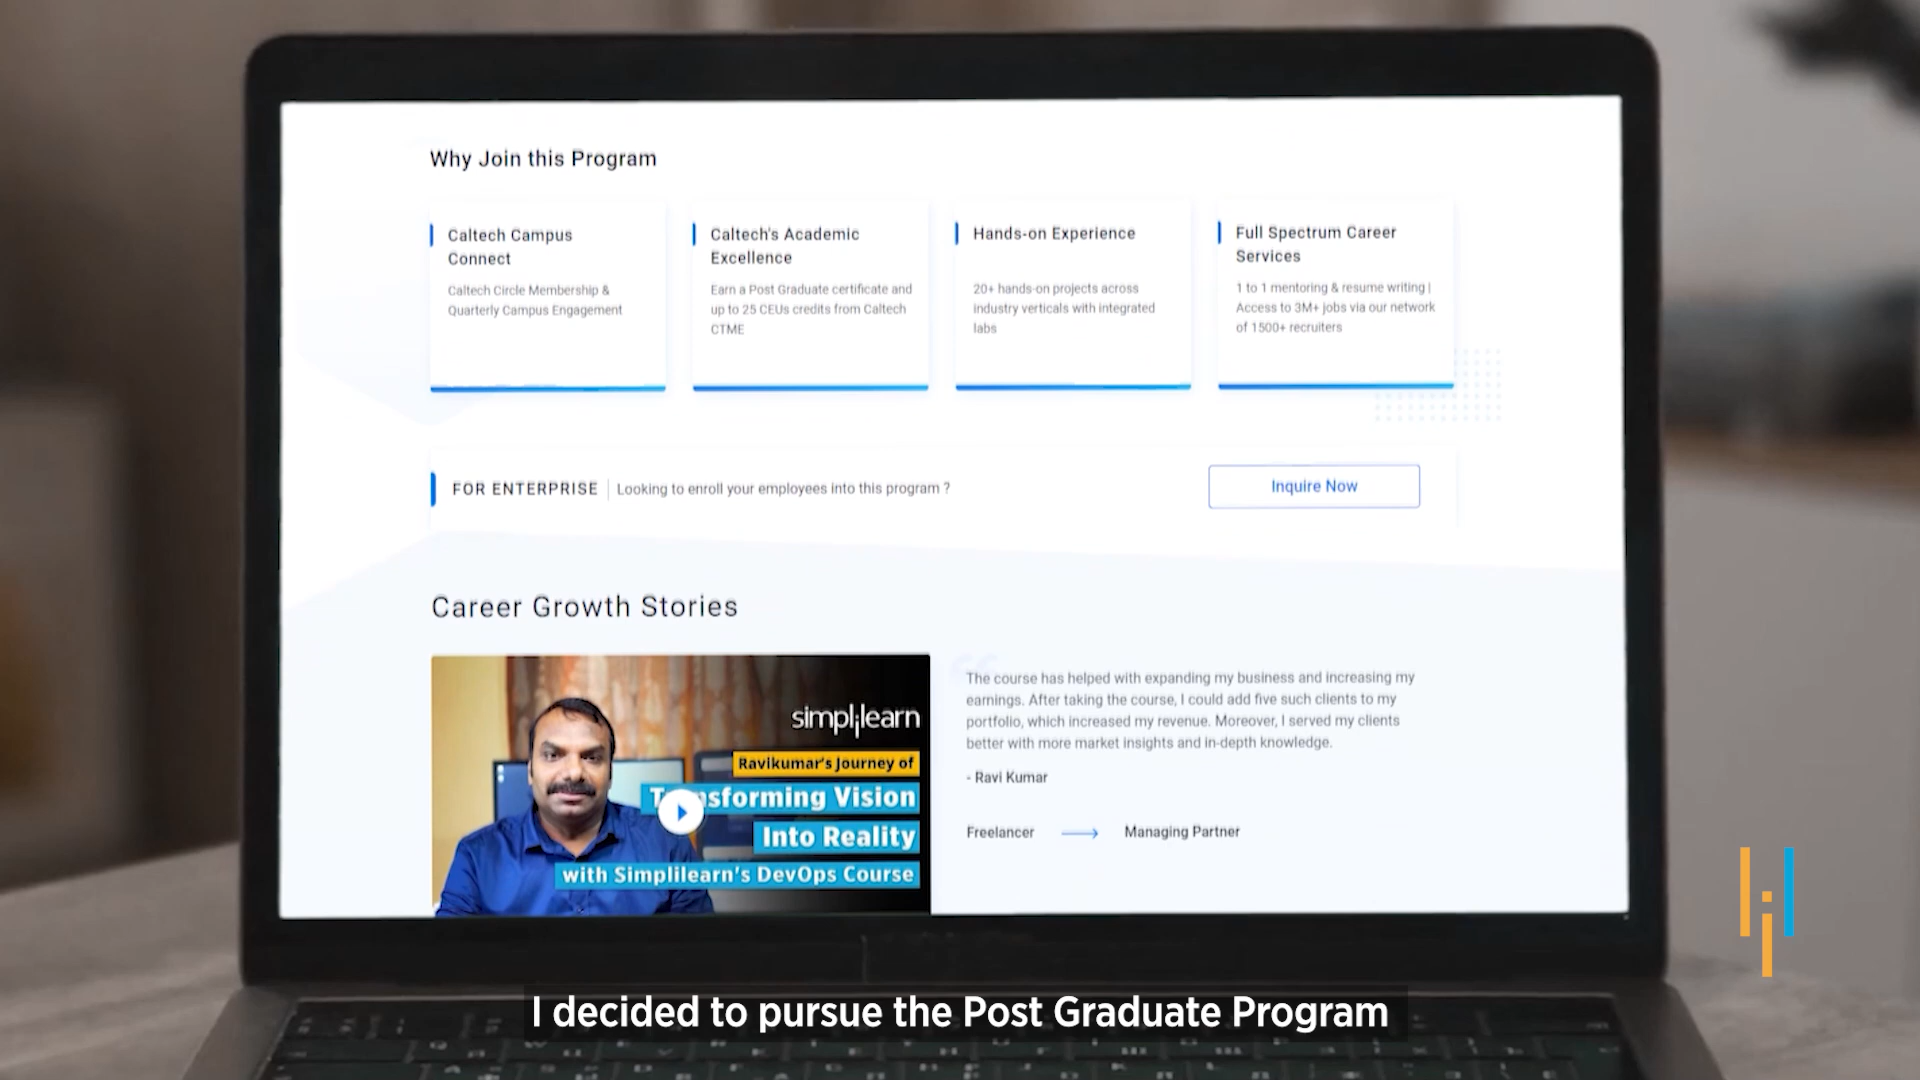 Why Join this Program
Caltech Campus
Connect
Caltech Circle Membership &
Quarterly Campus Engagement
Caltech's Academic
Excellence
Earn a Post Graduate certificate and
up to 25 CEUs credits from Caltech
CTME
Hands-on Experience
20+ hands-on projects across
industry verticals with integrated
labs
Full Spectrum Career
Services
1 to 1 mentoring & resume writing |
Access to 3M+ jobs via our network
of 1500+ recruiters
FOR ENTERPRISE | Looking to enroll your employees into this program ?
Inquire Now
Career Growth Stories
simplilearn
Ravikumar's Journey of
Transforming Vision
Into Reality
with Simplilearn's DevOps Course
The course has helped with expanding my business and increasing my
earnings. After taking the course, I could add five such clients to my
portfolio, which increased my revenue. Moreover, I served my clients
better with more market insights and in-depth knowledge.
- Ravi Kumar
Freelancer → Managing Partner
I decided to pursue the Post Graduate Program